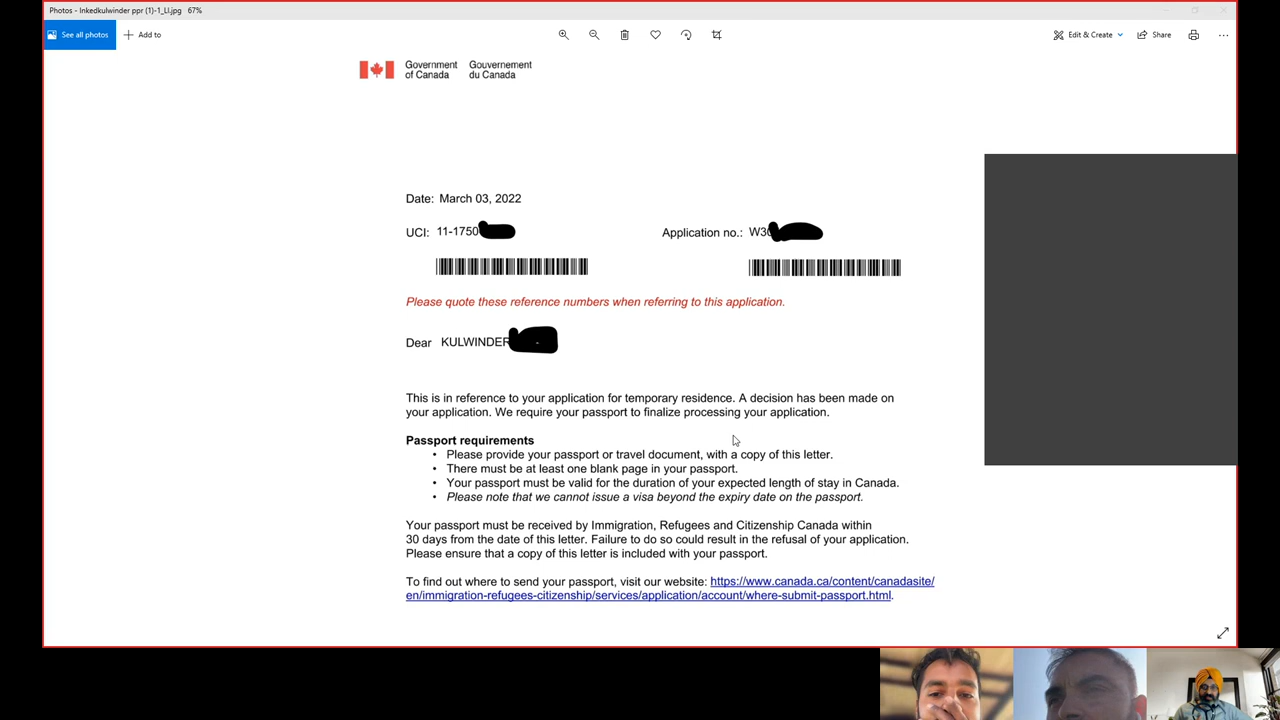 Photos - Inkedkulwinder ppr (1)-1_LI.jpg 67%
See all photos
Add to
Edit & Create
Share
Government of Canada
Gouvernement du Canada
Date: March 03, 2022
UCI: 11-1750
Application no.: W30
Please quote these reference numbers when referring to this application.
Dear KULWINDER
This is in reference to your application for temporary residence. A decision has been made on
your application. We require your passport to finalize processing your application.
Passport requirements
• Please provide your passport or travel document, with a copy of this letter.
• There must be at least one blank page in your passport.
• Your passport must be valid for the duration of your expected length of stay in Canada.
• Please note that we cannot issue a visa beyond the expiry date on the passport.
Your passport must be received by Immigration, Refugees and Citizenship Canada within
30 days from the date of this letter. Failure to do so could result in the refusal of your application.
Please ensure that a copy of this letter is included with your passport.
To find out where to send your passport, visit our website: https://www.canada.ca/content/canadasite/
en/immigration-refugees-citizenship/services/application/account/where-submit-passport.html.